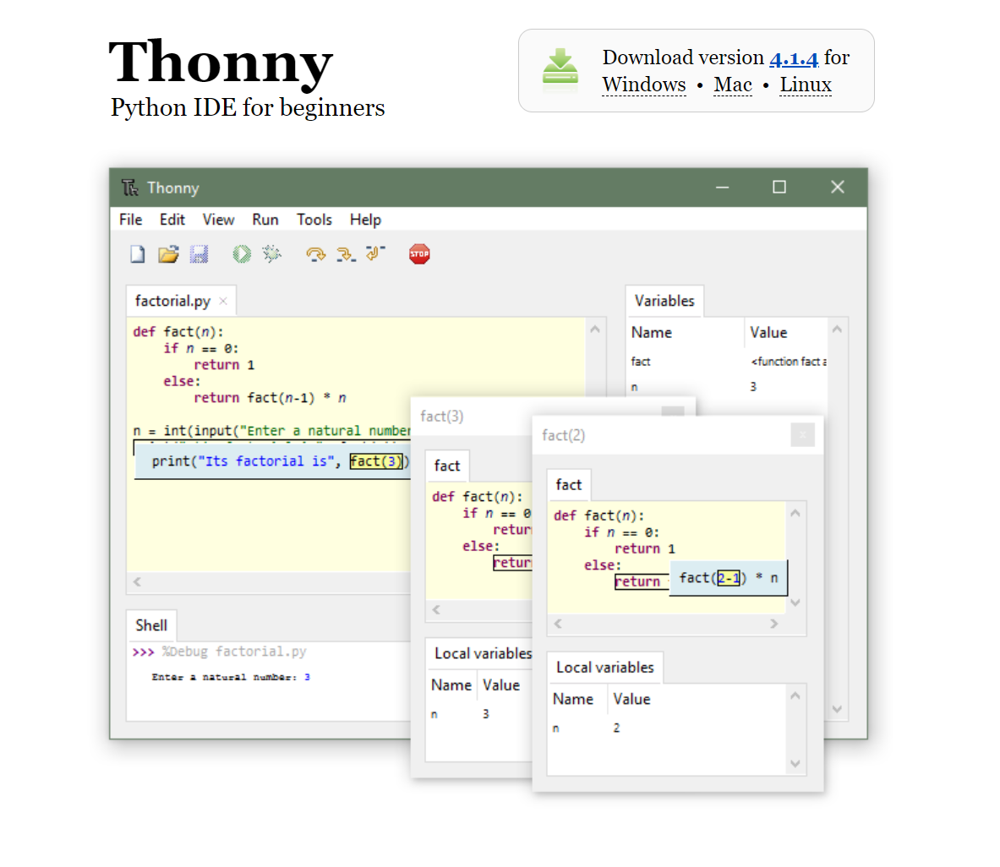 Thonny
Python IDE for beginners
Download version 4.1.4 for
Windows • Mac • Linux
Thonny
File Edit View Run Tools Help
STOP
factorial.py
def fact(n):
    if n == 0:
        return 1
    else:
        return fact(n-1) * n
n = int(input("Enter a natural number
print("Its factorial is", fact(3))
Shell
>>> %Debug factorial.py
Enter a natural number: 3
Variables
Name Value
fact <function fact a
n 3
fact(3)
fact
def fact(n):
    if n == 0
        return
    else:
        return
Local variables
Name Value
n 3
fact(2)
fact
def fact(n):
    if n == 0:
        return 1
    else:
        return fact(2-1) * n
Local variables
Name Value
n 2